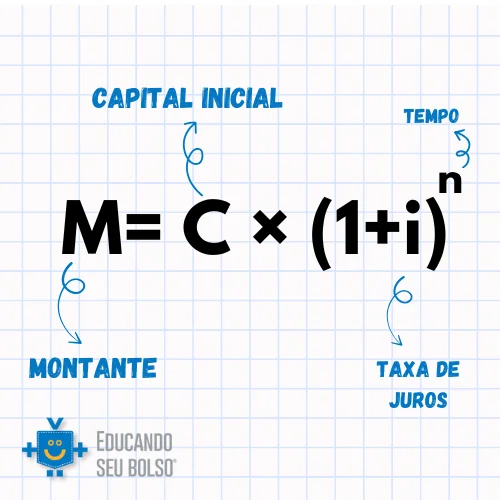 CAPITAL INICIAL
TEMPO
M= C × (1+i)^n
MONTANTE
TAXA DE
JUROS
EDUCANDO
SEU BOLSO®